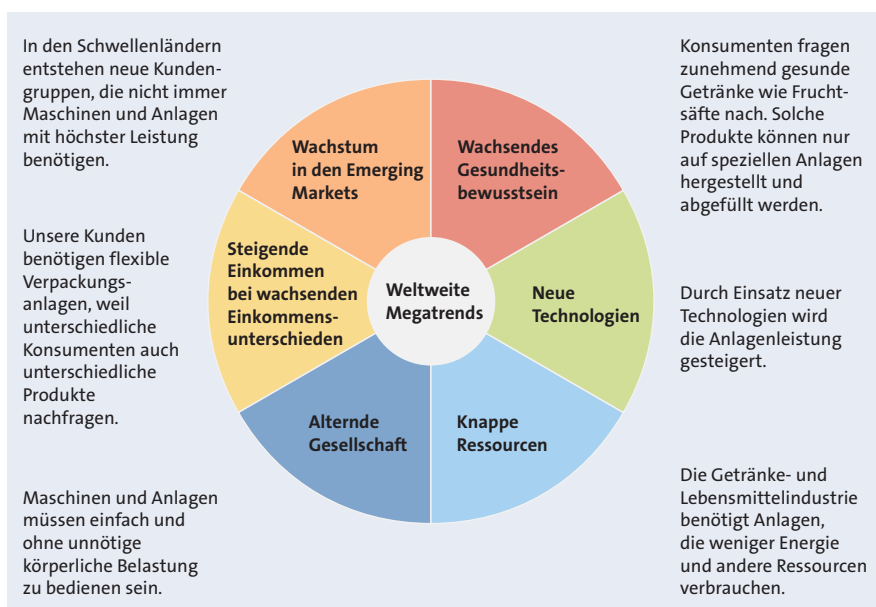 In den Schwellenländern
entstehen neue Kunden-
gruppen, die nicht immer
Maschinen und Anlagen
mit höchster Leistung
benötigen.
Unsere Kunden
benötigen flexible
Verpackungs-
anlagen, weil
unterschiedliche
Konsumenten auch
unterschiedliche
Produkte
nachfragen.
Maschinen und Anlagen
müssen einfach und
ohne unnötige
körperliche Belastung
zu bedienen sein.
Wachstum
in den Emerging
Markets
Wachsendes
Gesundheits-
bewusstsein
Steigende
Einkommen
bei wachsenden
Einkommens-
unterschieden
Weltweite
Megatrends
Neue
Technologien
Alternde
Gesellschaft
Knappe
Ressourcen
Konsumenten fragen
zunehmend gesunde
Getränke wie Frucht-
säfte nach. Solche
Produkte können nur
auf speziellen Anlagen
hergestellt und
abgefüllt werden.
Durch Einsatz neuer
Technologien wird
die Anlagenleistung
gesteigert.
Die Getränke- und
Lebensmittelindustrie
benötigt Anlagen,
die weniger Energie
und andere Ressourcen
verbrauchen.